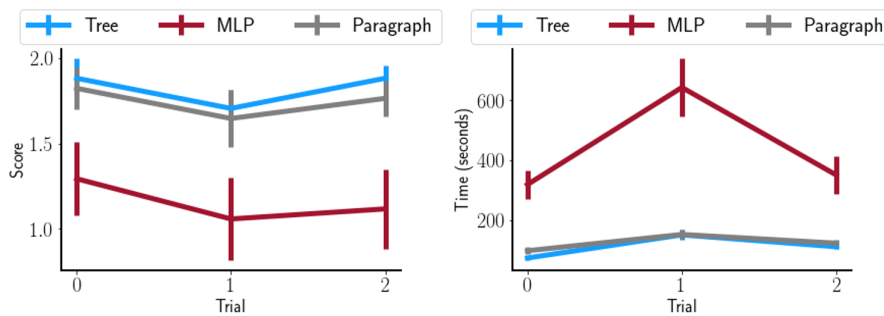 Tree MLP Paragraph
2.0
1.5
1.0
Score
0 1 2
Trial
Tree MLP Paragraph
600
400
200
Time (seconds)
0 1 2
Trial